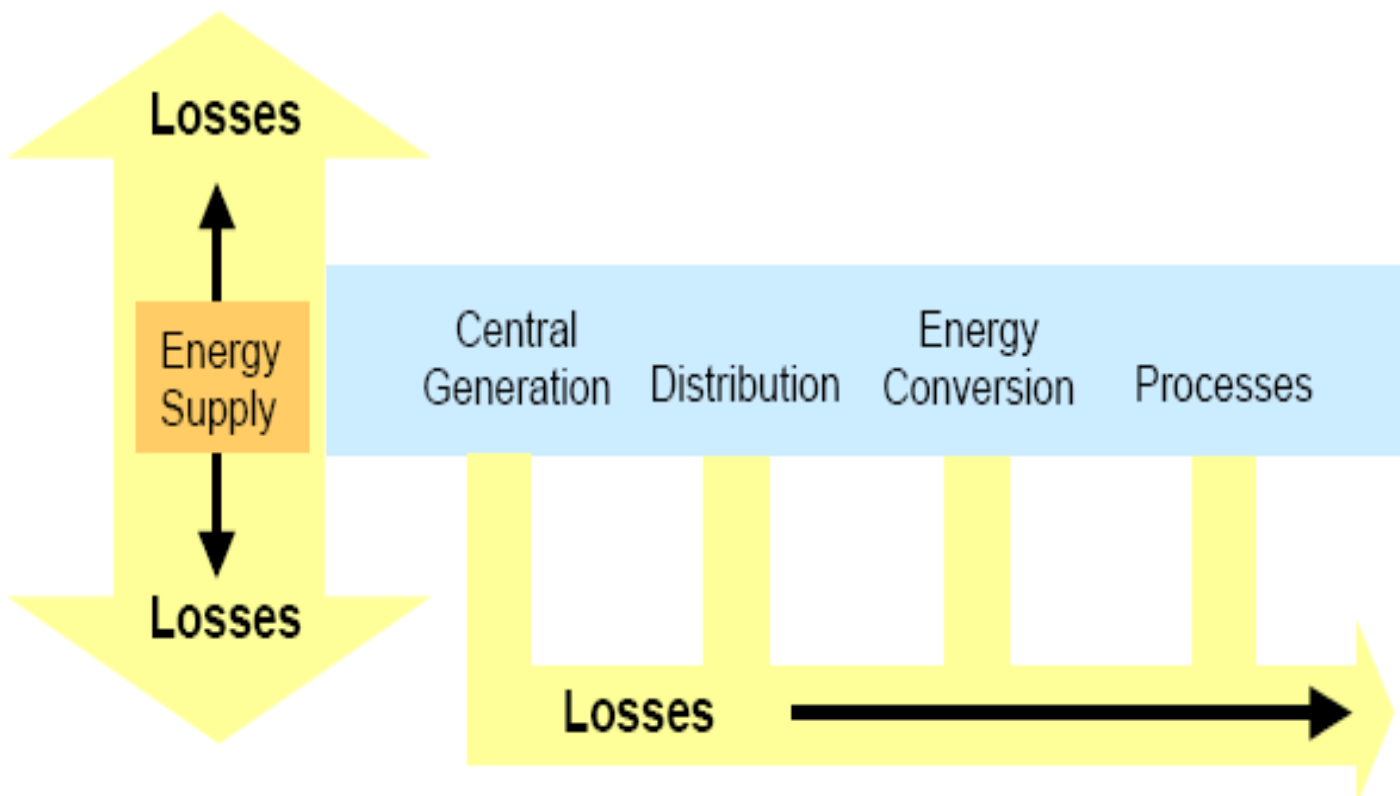 Losses
Energy
Supply
Losses
Central
Generation
Distribution
Energy
Conversion
Processes
Losses